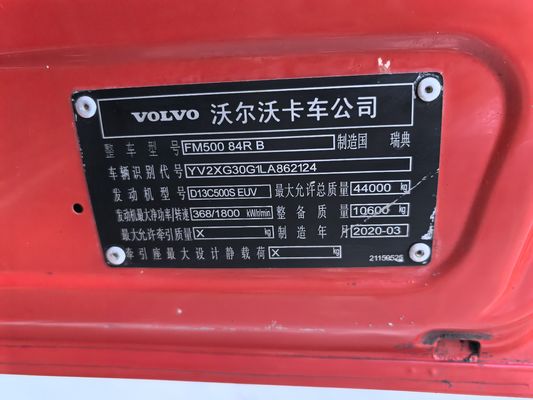 VOLVO 沃尔沃卡车公司
整车型号 FM500 84R B 制造国 瑞典
车辆识别代号 YV2XG30G1LA862124
发动机型号 D13C500S EUV 最大允许总质量 44000 kg
发动机最大净功率/转速 368/1800 kW/r/min 整备质量 10600 kg
最大允许牵引质量 X kg 制造年月 2020-03
牵引座最大设计静载荷 X kg 21159525